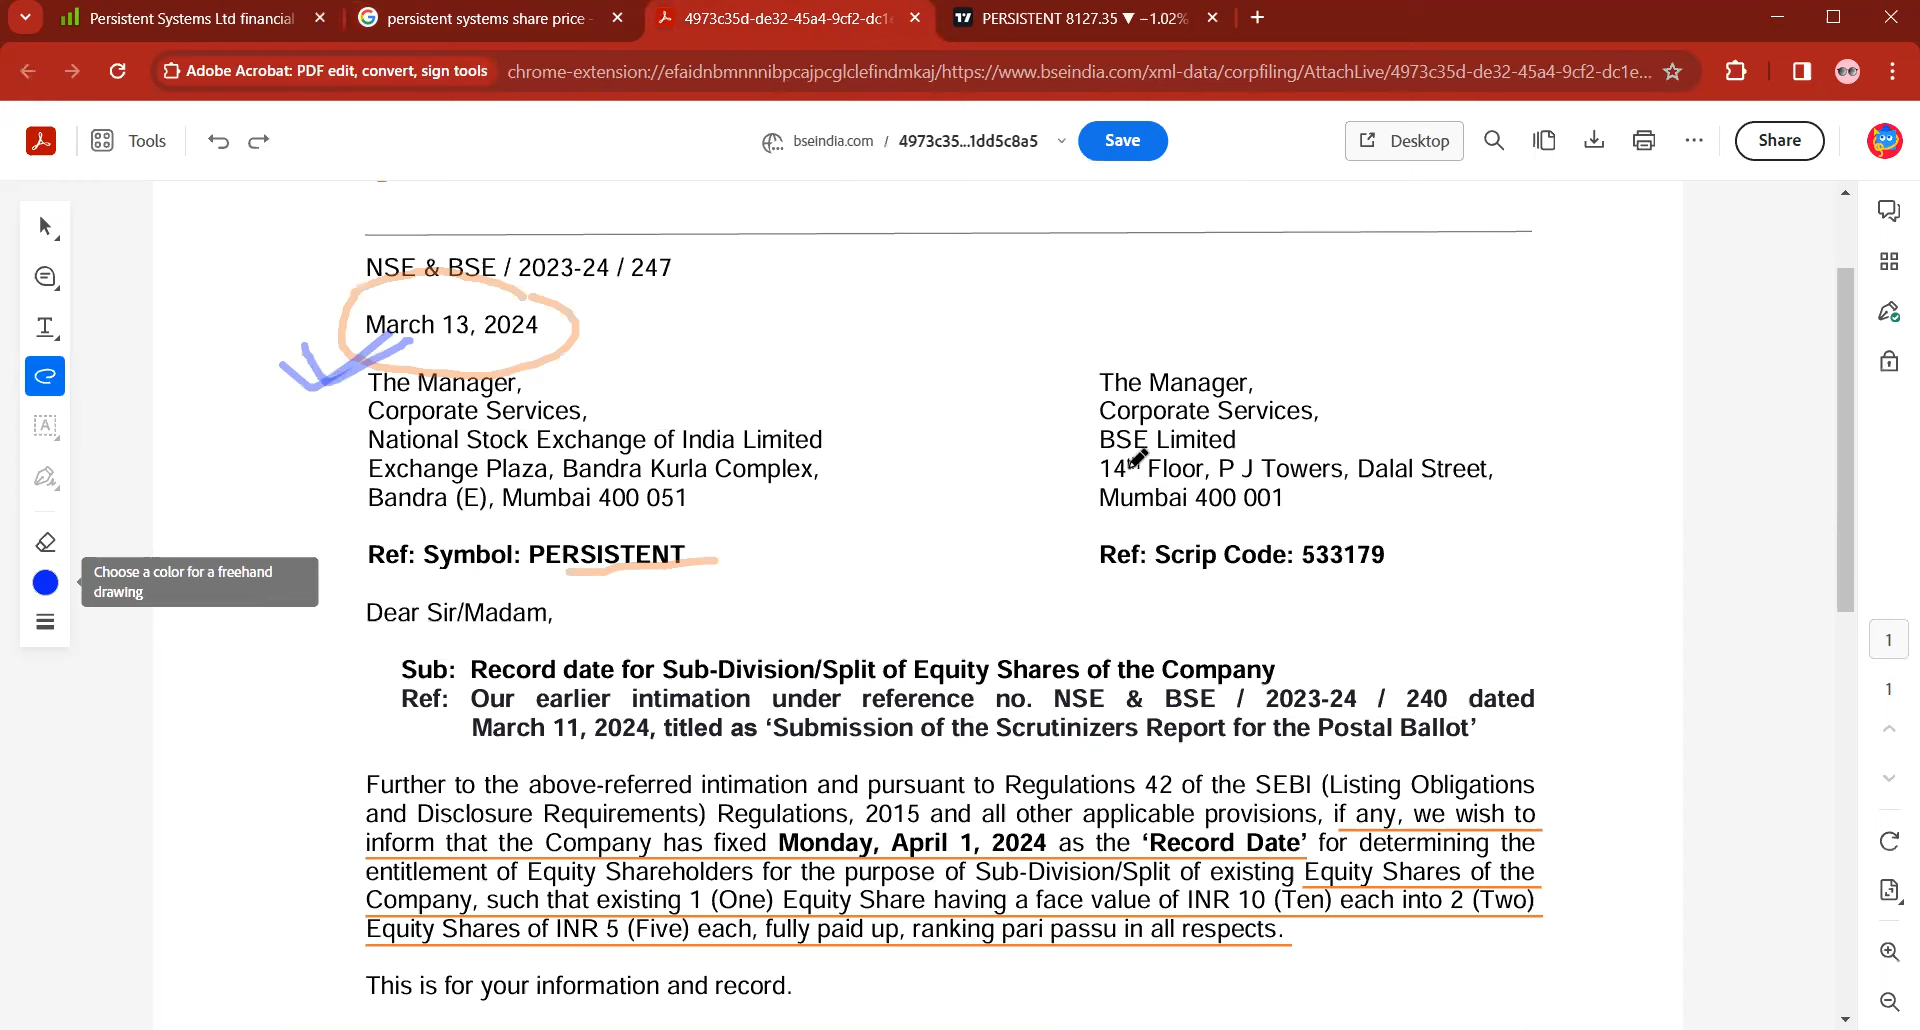 Persistent Systems Ltd financial
persistent systems share price -
4973c35d-de32-45a4-9cf2-dc1
PERSISTENT 8127.35 ▼ −1.02%
Adobe Acrobat: PDF edit, convert, sign tools
chrome-extension://efaidnbmnnnibpcajpcglclefindmkaj/https://www.bseindia.com/xml-data/corpfiling/AttachLive/4973c35d-de32-45a4-9cf2-dc1e...
Tools
bseindia.com / 4973c35...1dd5c8a5
Save
Desktop
Share
NSE & BSE / 2023-24 / 247
March 13, 2024
The Manager,
Corporate Services,
National Stock Exchange of India Limited
Exchange Plaza, Bandra Kurla Complex,
Bandra (E), Mumbai 400 051
The Manager,
Corporate Services,
BSE Limited
14th Floor, P J Towers, Dalal Street,
Mumbai 400 001
Ref: Symbol: PERSISTENT
Ref: Scrip Code: 533179
Choose a color for a freehand
drawing
Dear Sir/Madam,
Sub: Record date for Sub-Division/Split of Equity Shares of the Company
Ref: Our earlier intimation under reference no. NSE & BSE / 2023-24 / 240 dated
March 11, 2024, titled as ‘Submission of the Scrutinizers Report for the Postal Ballot’
Further to the above-referred intimation and pursuant to Regulations 42 of the SEBI (Listing Obligations
and Disclosure Requirements) Regulations, 2015 and all other applicable provisions, if any, we wish to
inform that the Company has fixed Monday, April 1, 2024 as the ‘Record Date’ for determining the
entitlement of Equity Shareholders for the purpose of Sub-Division/Split of existing Equity Shares of the
Company, such that existing 1 (One) Equity Share having a face value of INR 10 (Ten) each into 2 (Two)
Equity Shares of INR 5 (Five) each, fully paid up, ranking pari passu in all respects.
This is for your information and record.
1
1